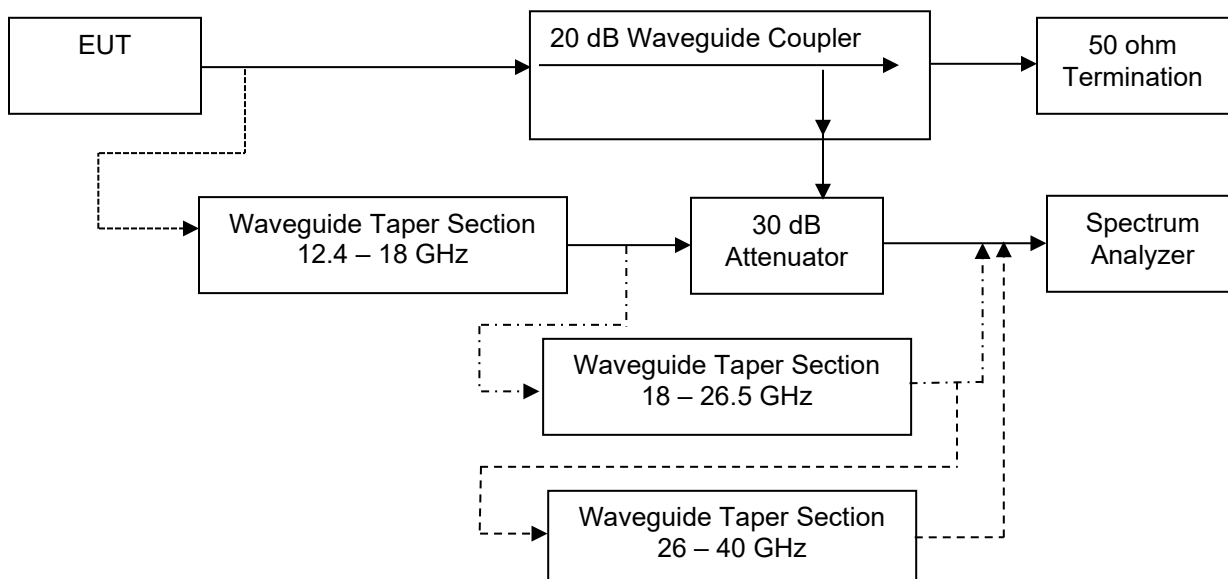 EUT
20 dB Waveguide Coupler
50 ohm
Termination
Waveguide Taper Section
12.4 – 18 GHz
30 dB
Attenuator
Spectrum
Analyzer
Waveguide Taper Section
18 – 26.5 GHz
Waveguide Taper Section
26 – 40 GHz